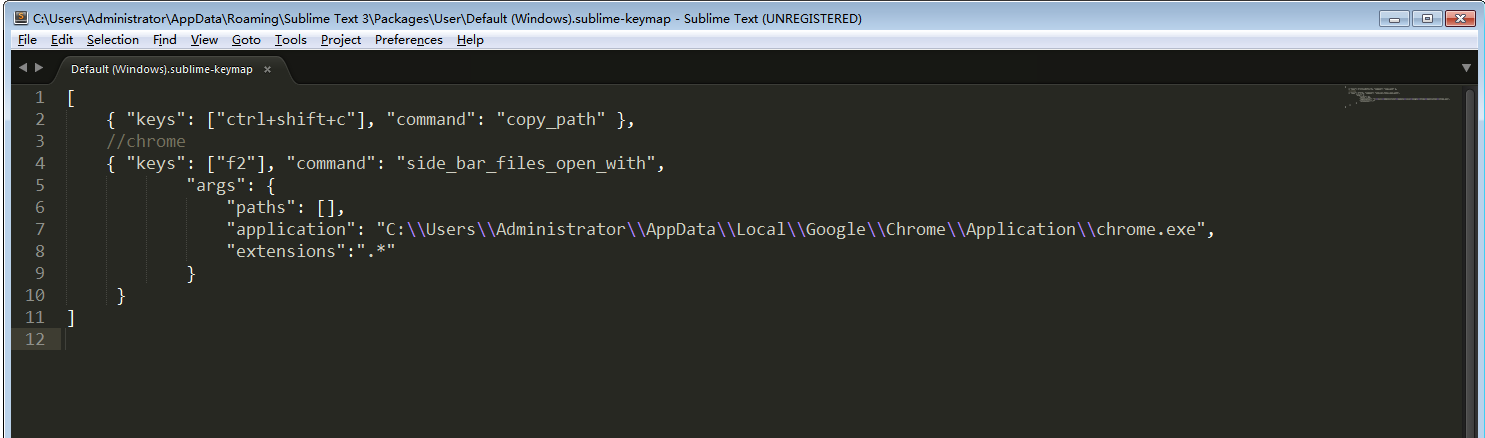 C:\Users\Administrator\AppData\Roaming\Sublime Text 3\Packages\User\Default (Windows).sublime-keymap - Sublime Text (UNREGISTERED)
File Edit Selection Find View Goto Tools Project Preferences Help
Default (Windows).sublime-keymap ×
1 [
2 { "keys": ["ctrl+shift+c"], "command": "copy_path" },
3 //chrome
4 { "keys": ["f2"], "command": "side_bar_files_open_with",
5 "args": {
6 "paths": [],
7 "application": "C:\\Users\\Administrator\\AppData\\Local\\Google\\Chrome\\Application\\chrome.exe",
8 "extensions":".*"
9 }
10 }
11 ]
12